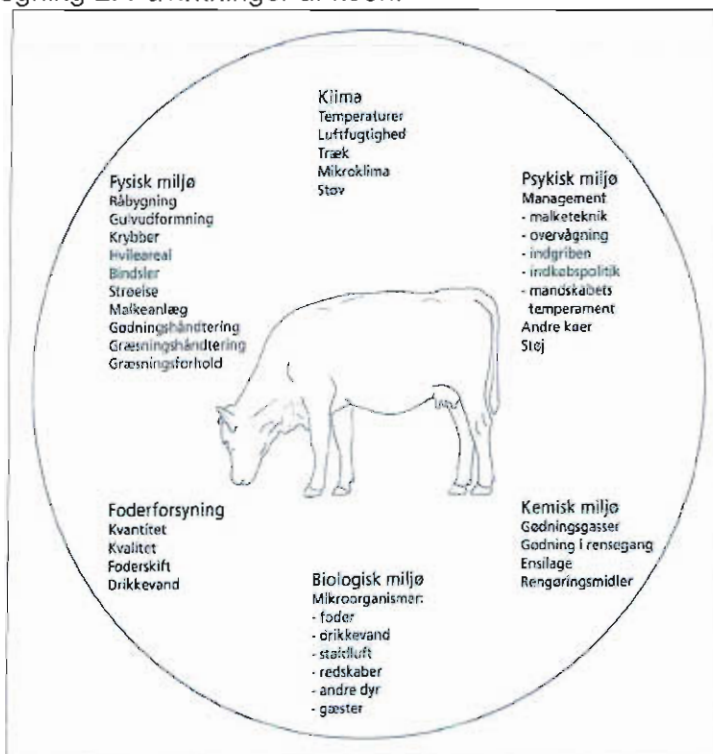 Klima
Temperaturer
Luftfugtighed
Træk
Mikroklima
Støv
Fysisk miljø
Råbygning
Gulvudformning
Krybber
Hvileareal
Bindsler
Strøelse
Malkeanlæg
Gødningshåndtering
Græsningshåndtering
Græsningsforhold
Psykisk miljø
Management
- malketeknik
- overvågning
- indgriben
- indkøbspolitik
- mandskabets
temperament
Andre køer
Støj
Foderforsyning
Kvantitet
Kvalitet
Foderskift
Drikkevand
Biologisk miljø
Mikroorganismer:
- foder
- drikkevand
- staldluft
- redskaber
- andre dyr
- gæster
Kemisk miljø
Gødningsgasser
Gødning i rensegang
Ensilage
Rengøringsmidler